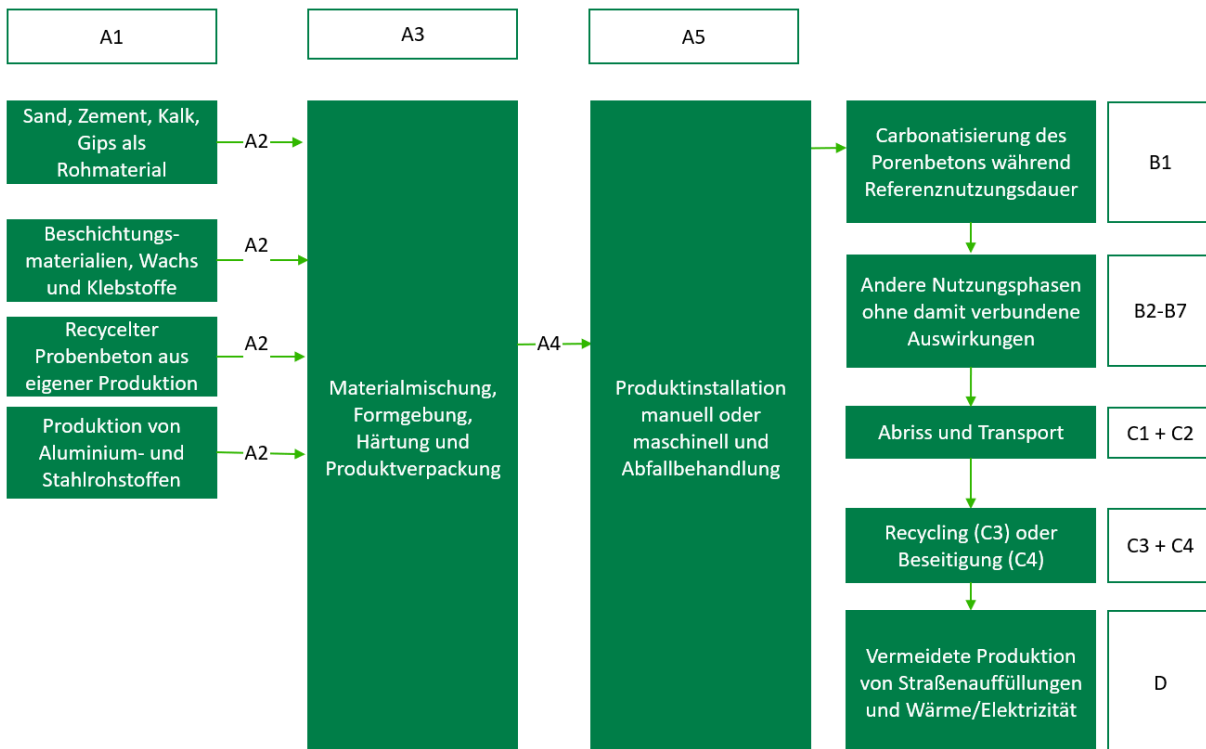 A1
A3
A5
Sand, Zement, Kalk,
Gips als
Rohmaterial
A2
Beschichtungs-
materialien, Wachs
und Klebstoffe
A2
Recycelter
Probenbeton aus
eigener Produktion
A2
Produktion von
Aluminium- und
Stahlrohstoffen
A2
Materialmischung,
Formgebung,
Härtung und
Produktverpackung
A4
Produktinstallation
manuell oder
maschinell und
Abfallbehandlung
Carbonatisierung des
Porenbetons während
Referenznutzungsdauer
B1
Andere Nutzungsphasen
ohne damit verbundene
Auswirkungen
B2-B7
Abriss und Transport
C1 + C2
Recycling (C3) oder
Beseitigung (C4)
C3 + C4
Vermeidete Produktion
von Straßenauffüllungen
und Wärme/Elektrizität
D